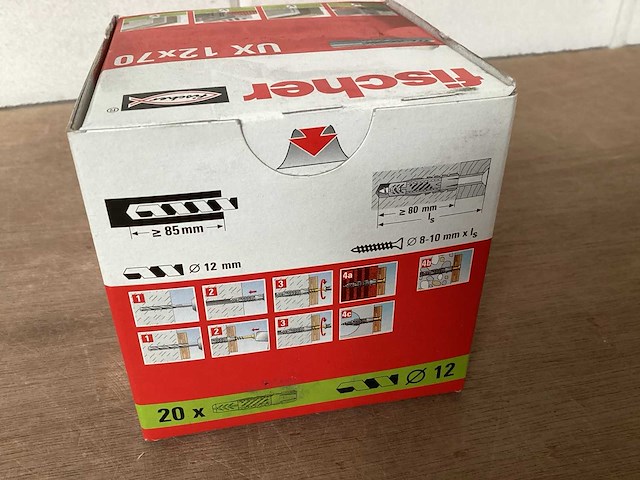 UX 12x70
fischer
fischer
®
≥ 85 mm
≥ 80 mm
ls
Ø 8-10 mm x ls
Ø 12 mm
1 2 3 4a 4b
1 2 3 4c
20 x Ø 12